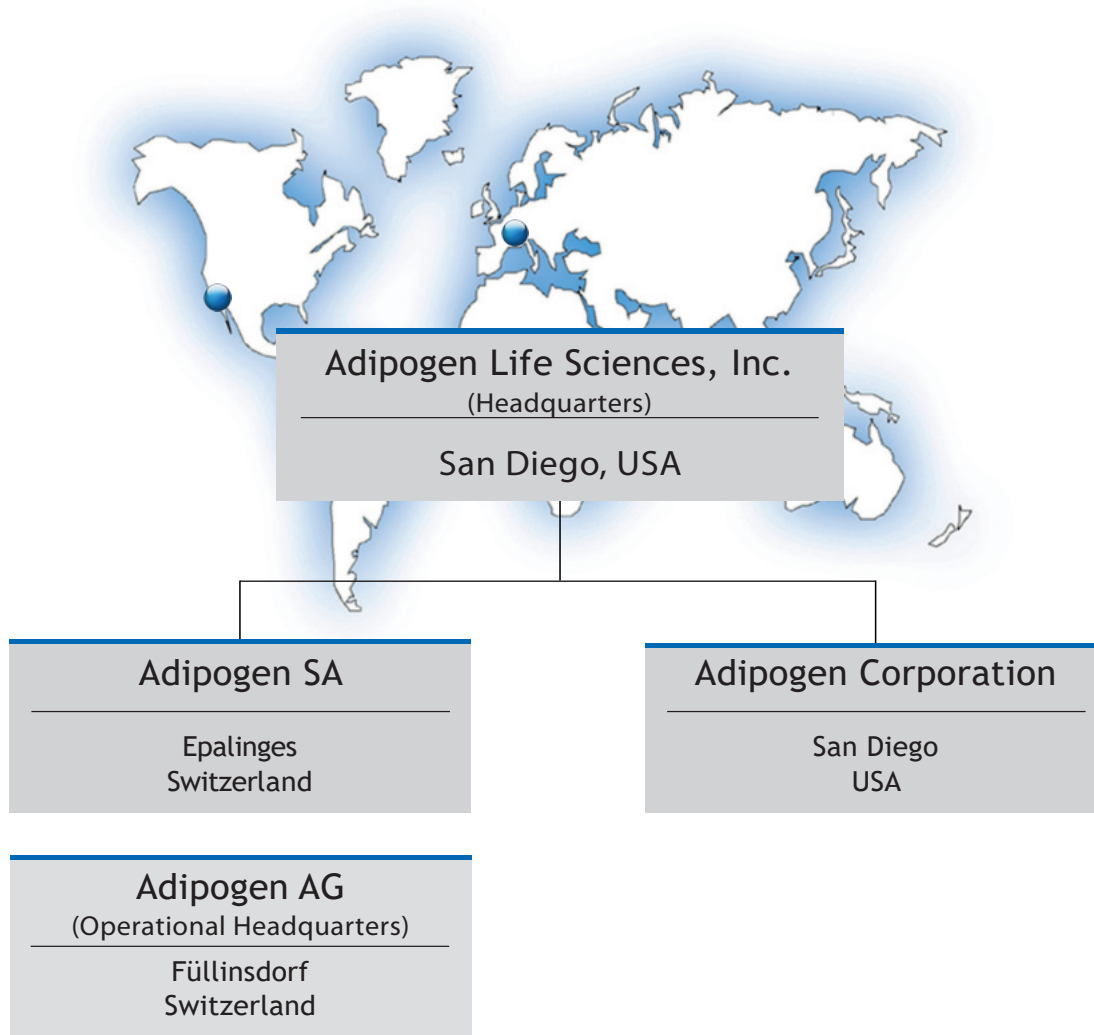 Adipogen Life Sciences, Inc.
(Headquarters)
San Diego, USA
Adipogen SA
Epalinges
Switzerland
Adipogen Corporation
San Diego
USA
Adipogen AG
(Operational Headquarters)
Füllinsdorf
Switzerland